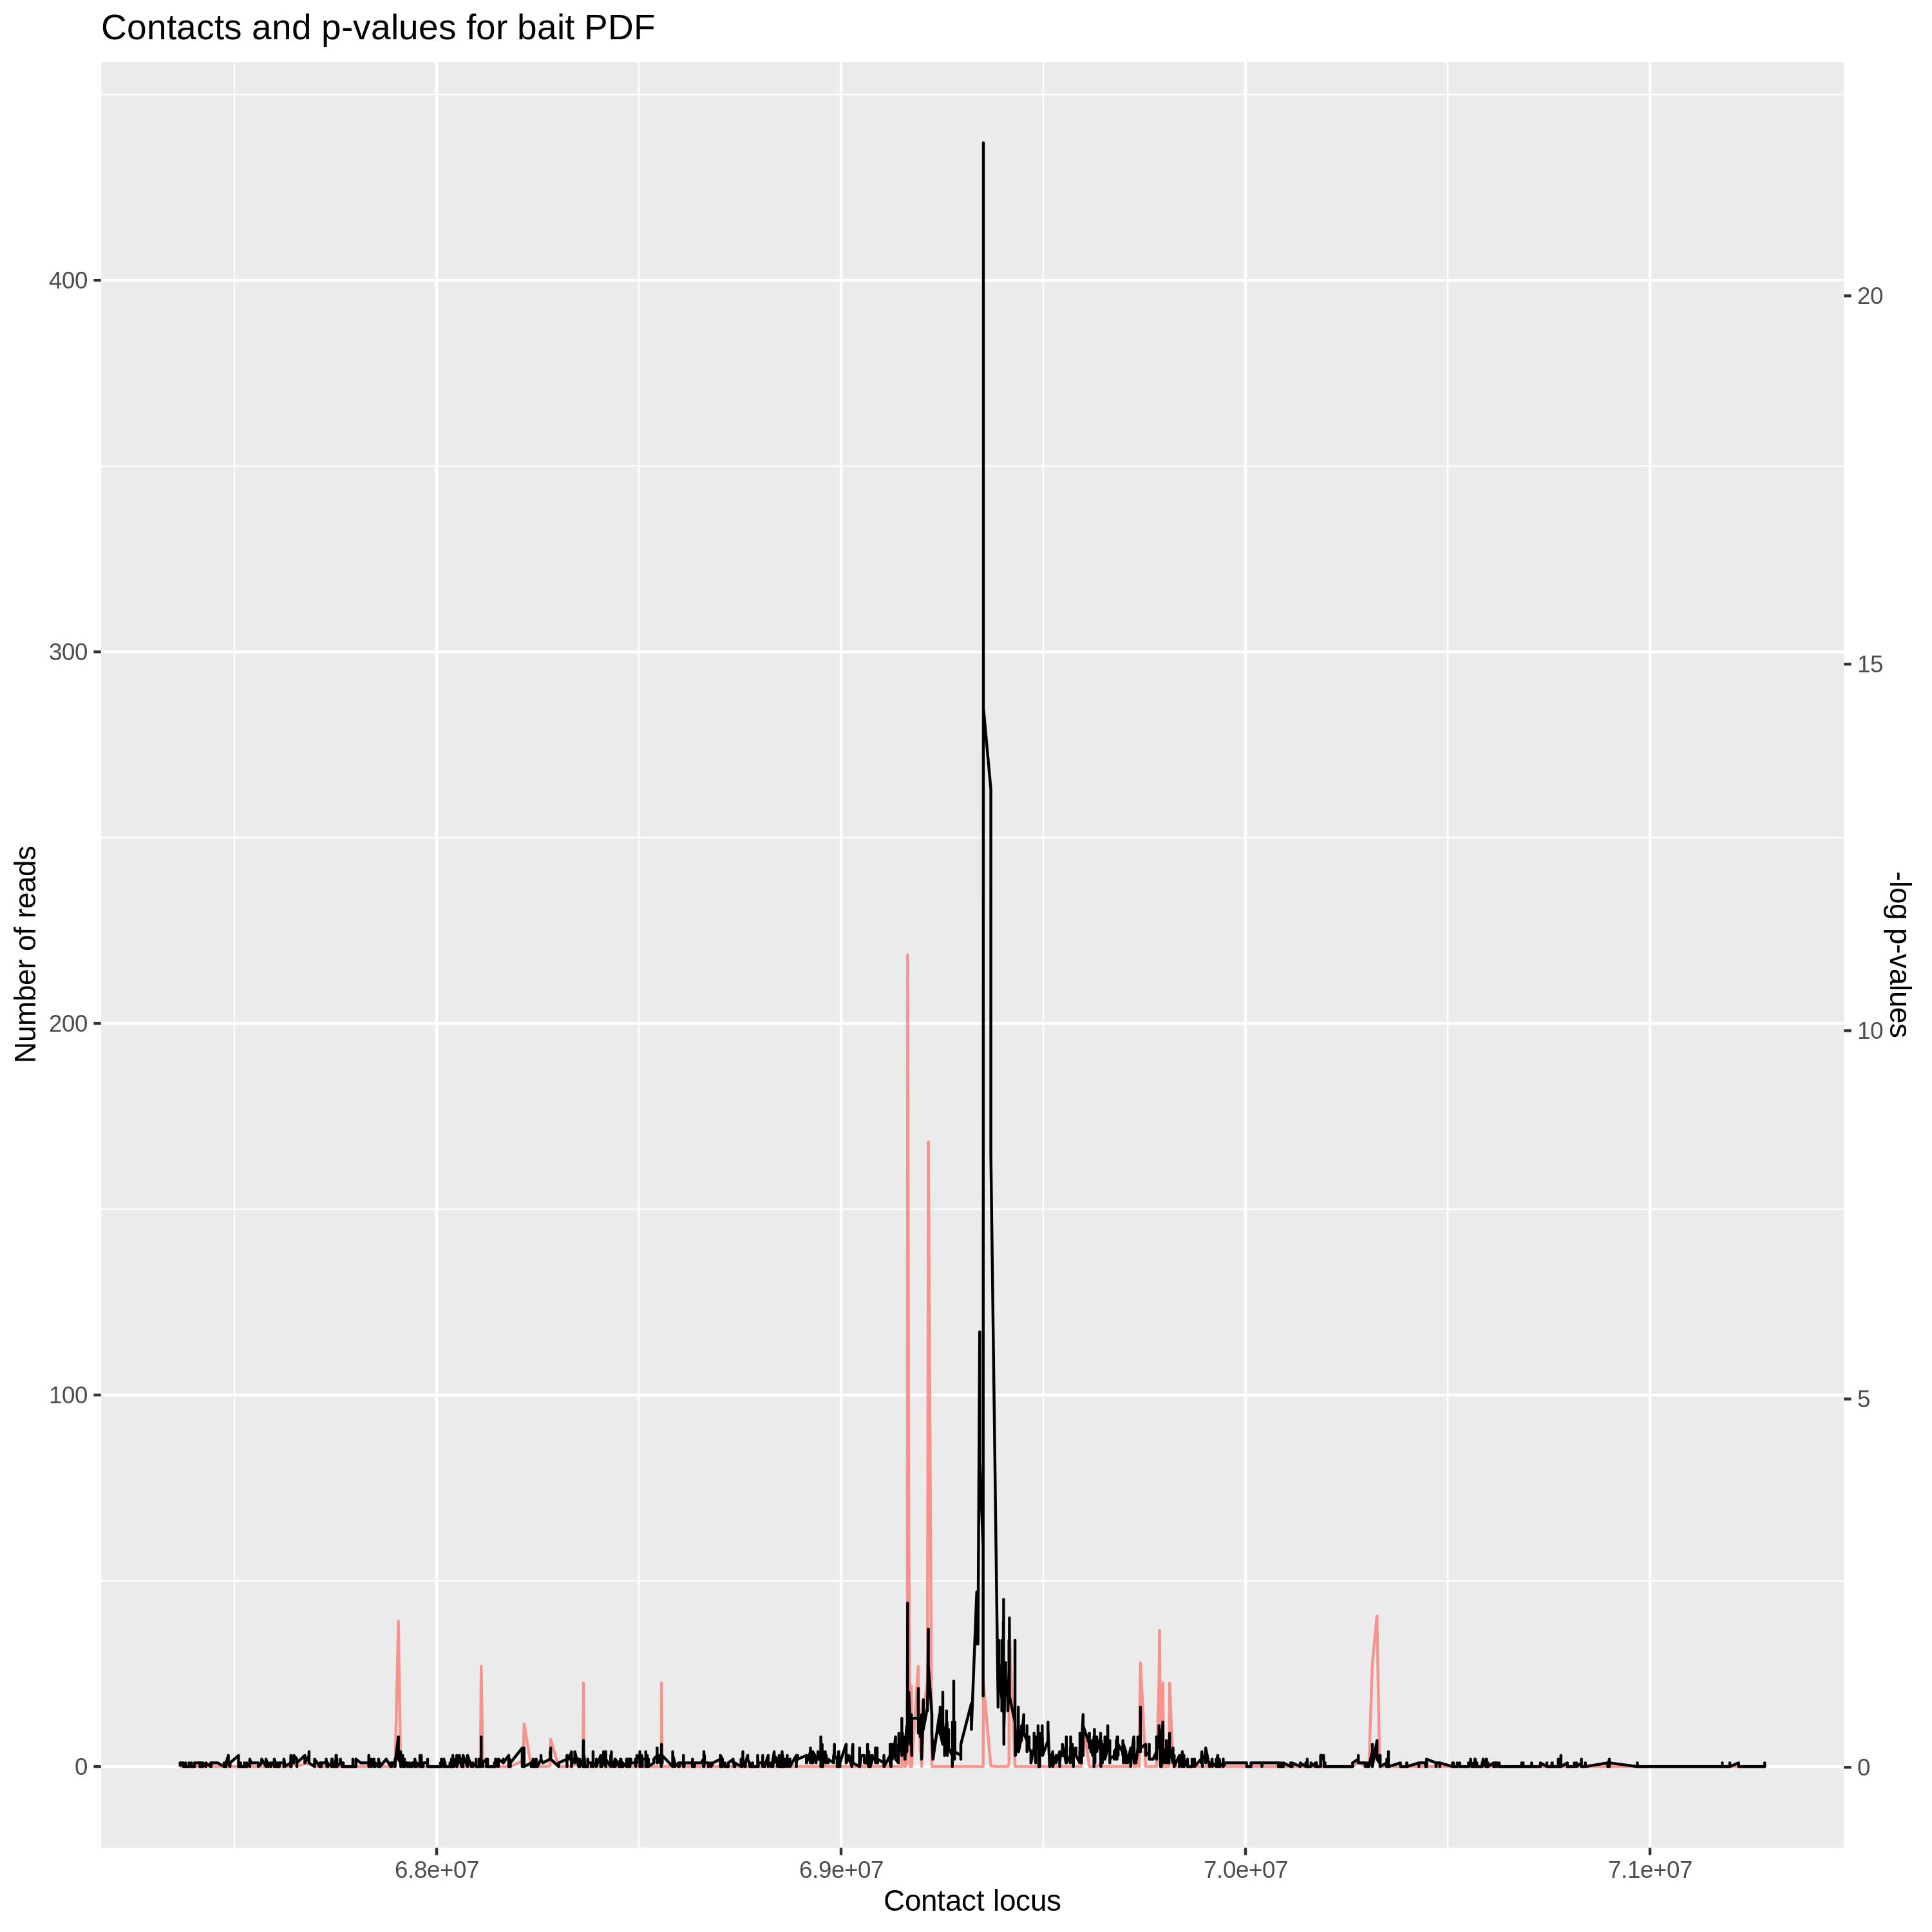 Contacts and p-values for bait PDF
Number of reads
400
300
200
100
0
20
15
10
5
0
-log p-values
6.8e+07 6.9e+07 7.0e+07 7.1e+07
Contact locus